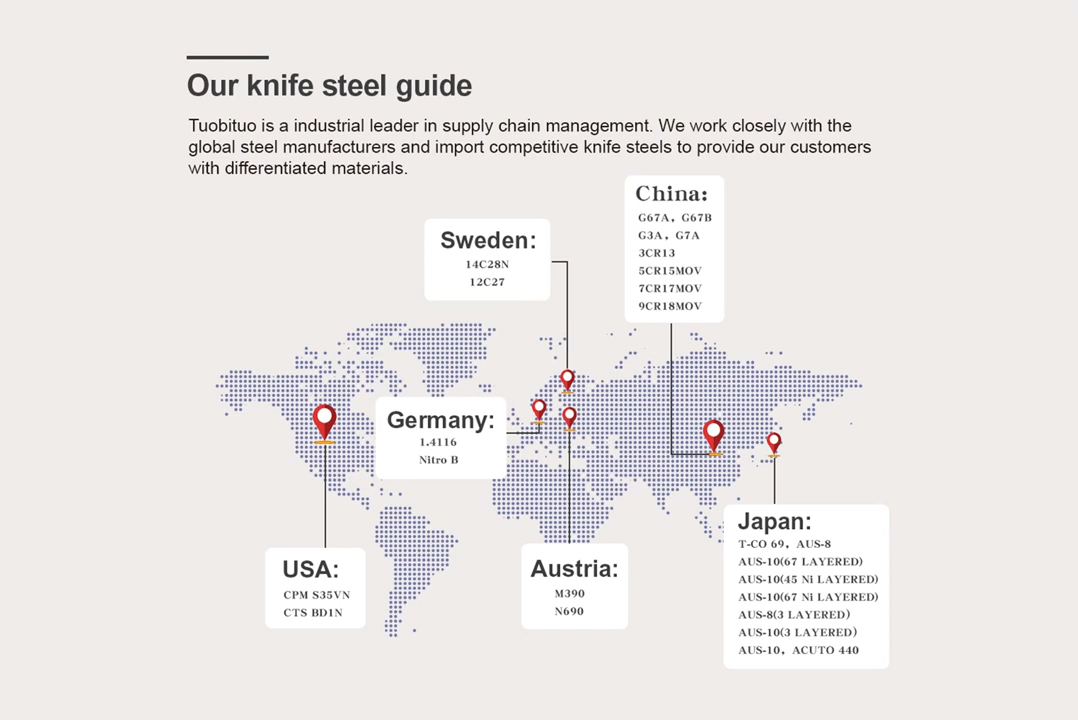 Our knife steel guide
Tuobituo is a industrial leader in supply chain management. We work closely with the
global steel manufacturers and import competitive knife steels to provide our customers
with differentiated materials.
China:
G67A, G67B
G3A, G7A
3CR13
5CR15MOV
7CR17MOV
9CR18MOV
Sweden:
14C28N
12C27
Germany:
1.4116
Nitro B
USA:
CPM S35VN
CTS BD1N
Austria:
M390
N690
Japan:
T-CO 69, AUS-8
AUS-10(67 LAYERED)
AUS-10(45 Ni LAYERED)
AUS-10(67 Ni LAYERED)
AUS-8(3 LAYERED)
AUS-10(3 LAYERED)
AUS-10, ACUTO 440